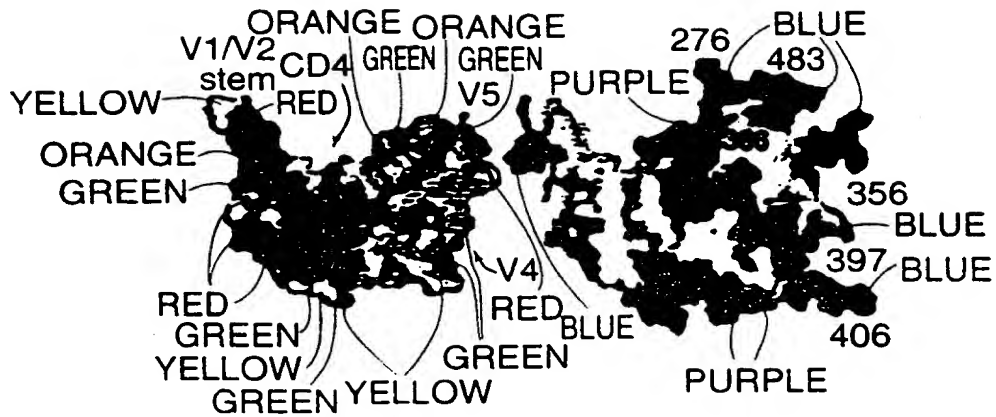 ORANGE ORANGE
V1/V2 GREEN GREEN
stem CD4 V5
YELLOW RED
ORANGE
GREEN
RED
GREEN
YELLOW
GREEN
YELLOW
GREEN
RED
V4
BLUE
276 BLUE
483
PURPLE
366
356
BLUE
397
BLUE
406
PURPLE